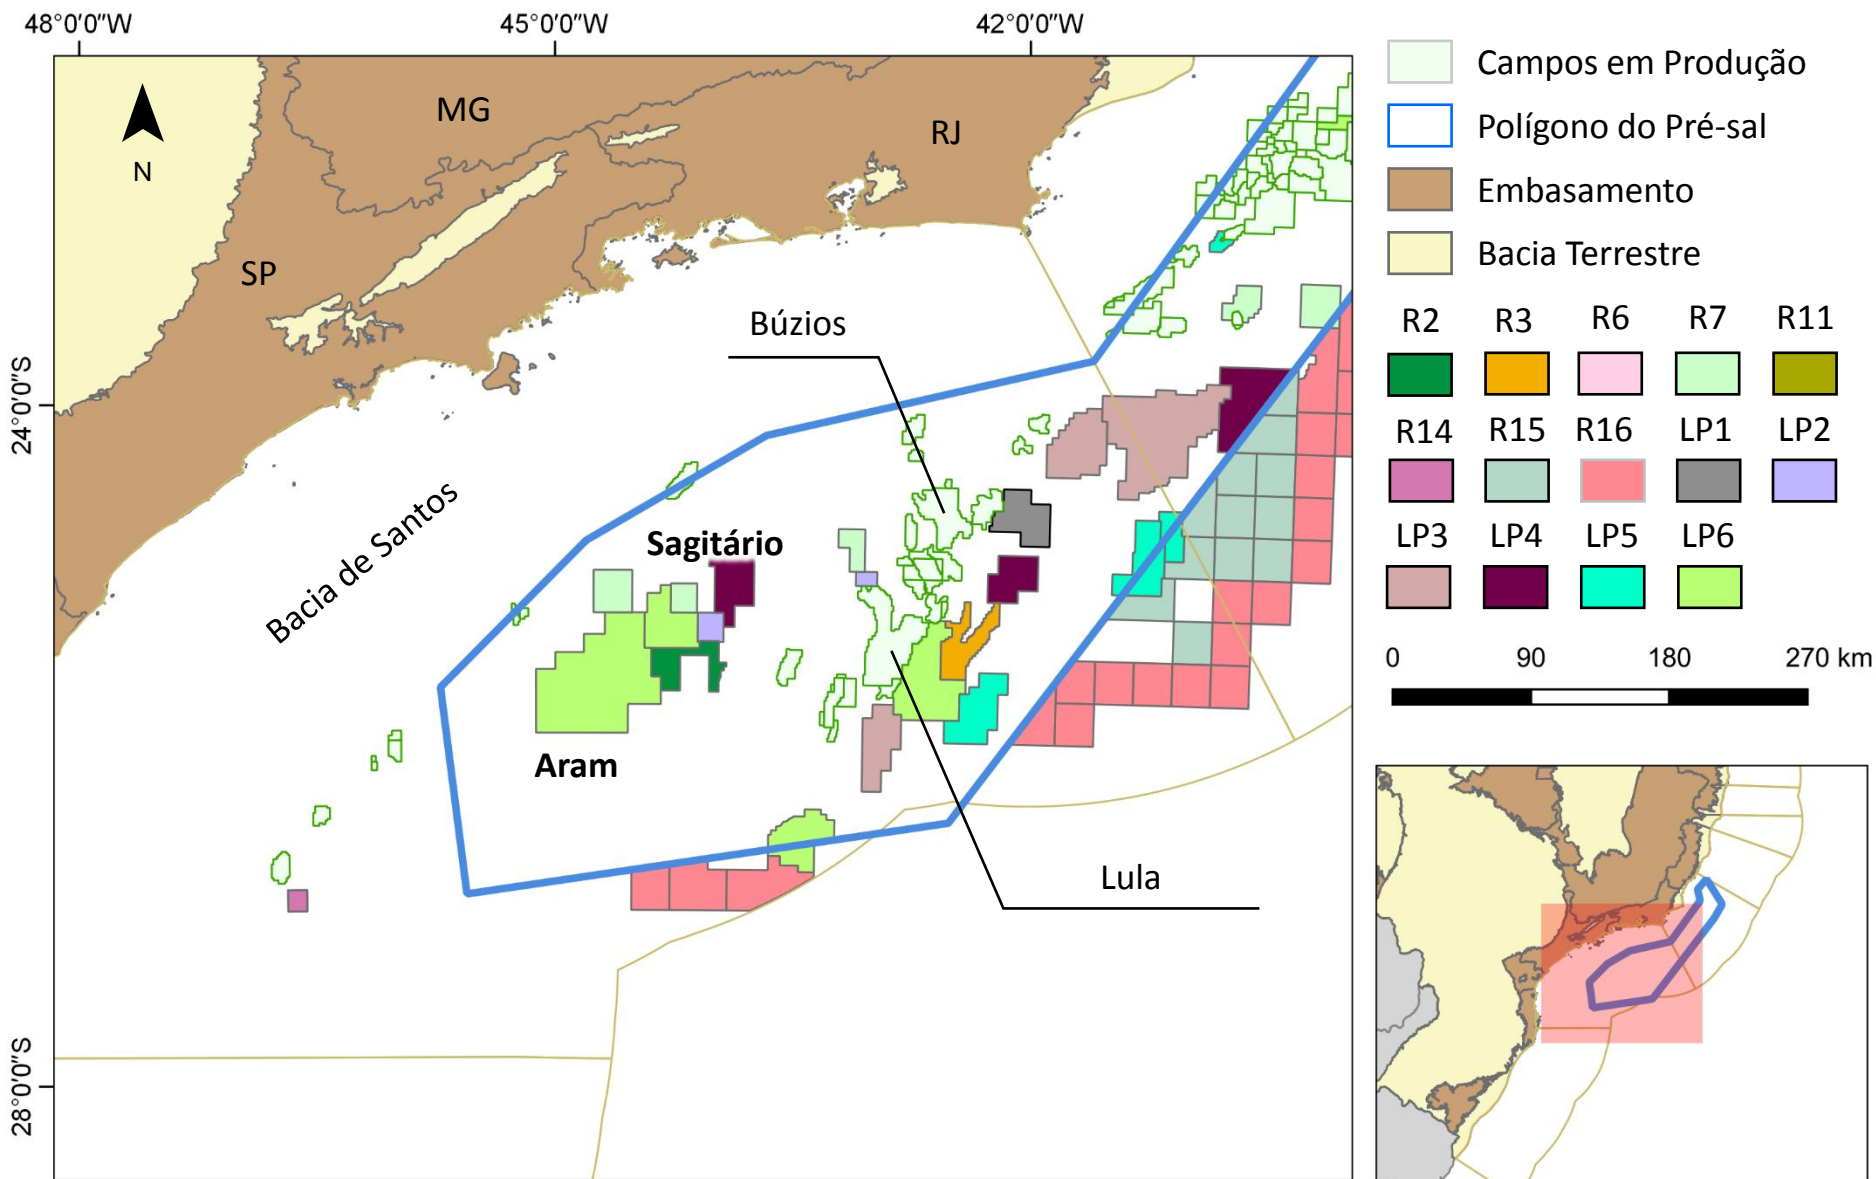 48°0'0"W 45°0'0"W 42°0'0"W
24°0'0"S
28°0'0"S
N
MG
RJ
SP
Búzios
Bacia de Santos
Sagitário
Aram
Lula
Campos em Produção
Polígono do Pré-sal
Embasamento
Bacia Terrestre
R2 R3 R6 R7 R11
R14 R15 R16 LP1 LP2
LP3 LP4 LP5 LP6
0 90 180 270 km